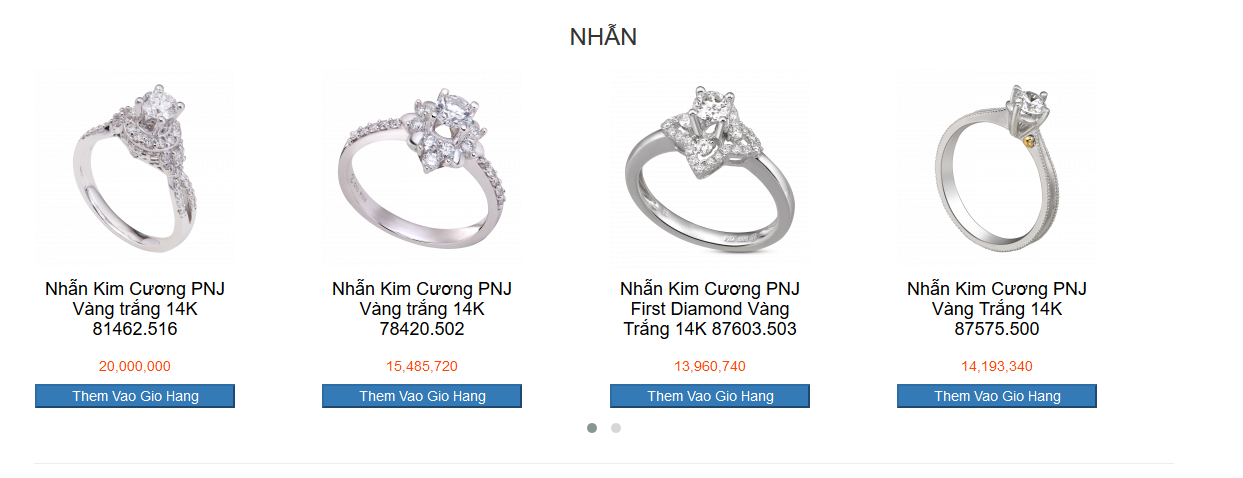 NHẪN
Nhẫn Kim Cương PNJ
Vàng trắng 14K
81462.516
20,000,000
Them Vao Gio Hang
Nhẫn Kim Cương PNJ
Vàng trắng 14K
78420.502
15,485,720
Them Vao Gio Hang
Nhẫn Kim Cương PNJ
First Diamond Vàng
Trắng 14K 87603.503
13,960,740
Them Vao Gio Hang
Nhẫn Kim Cương PNJ
Vàng Trắng 14K
87575.500
14,193,340
Them Vao Gio Hang